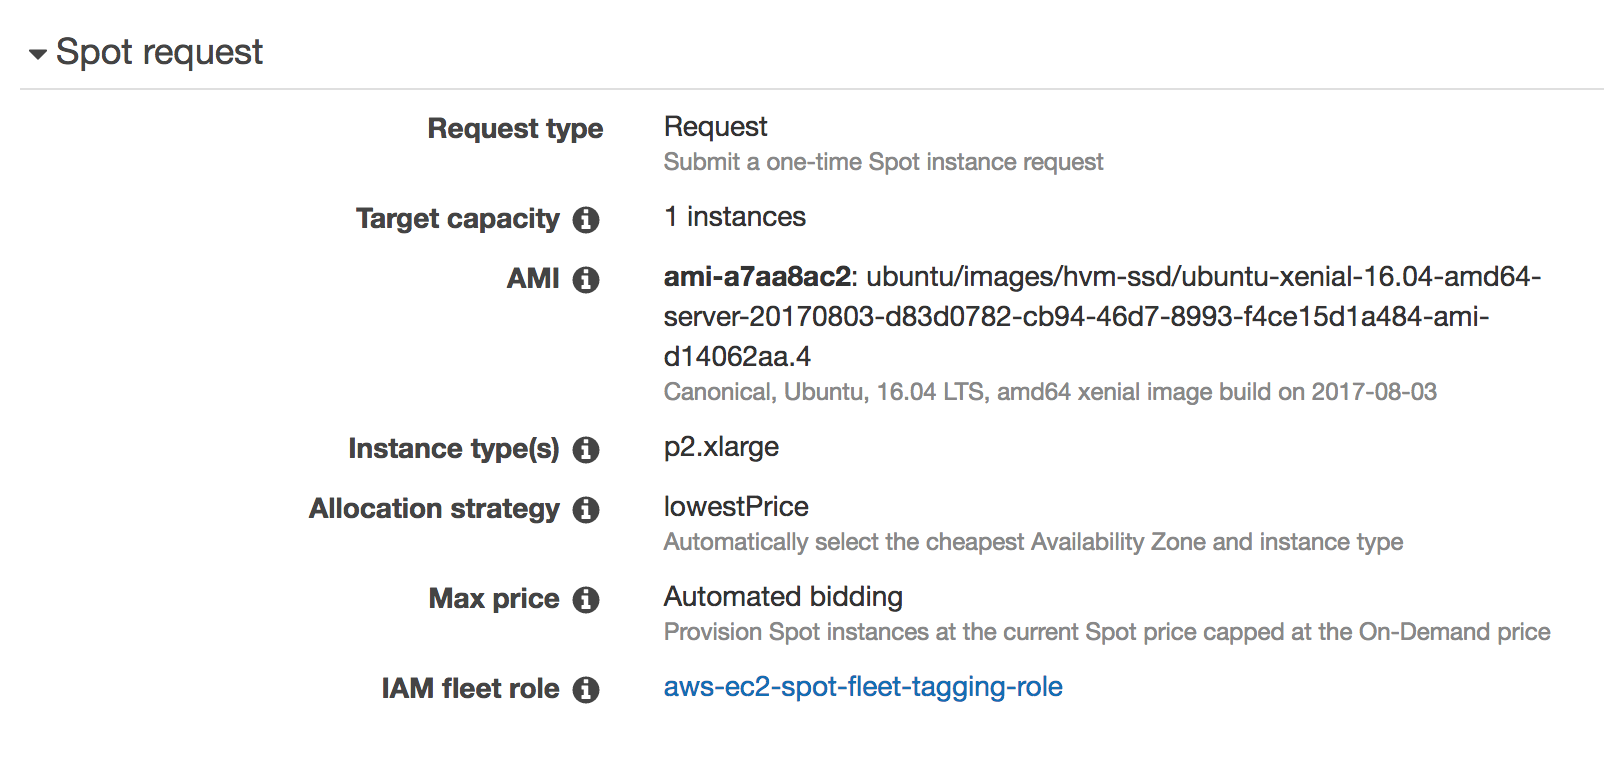 Spot request
Request type Request
Submit a one-time Spot instance request
Target capacity 1 instances
AMI ami-a7aa8ac2: ubuntu/images/hvm-ssd/ubuntu-xenial-16.04-amd64-
server-20170803-d83d0782-cb94-46d7-8993-f4ce15d1a484-ami-
d14062aa.4
Canonical, Ubuntu, 16.04 LTS, amd64 xenial image build on 2017-08-03
Instance type(s) p2.xlarge
Allocation strategy lowestPrice
Automatically select the cheapest Availability Zone and instance type
Max price Automated bidding
Provision Spot instances at the current Spot price capped at the On-Demand price
IAM fleet role aws-ec2-spot-fleet-tagging-role